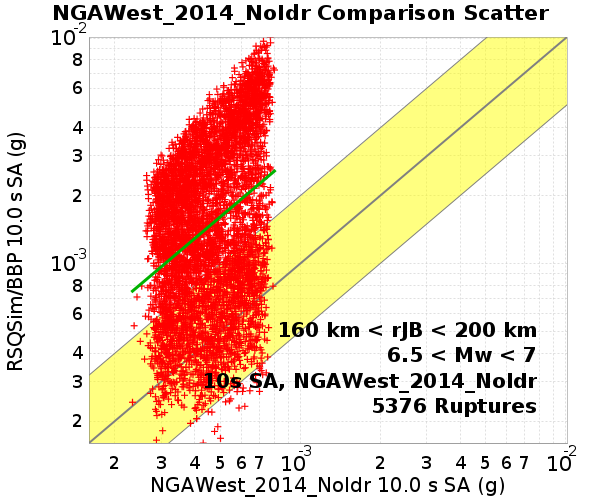 NGAWest_2014_NoIdr Comparison Scatter
10-2
8
6
4
3
2
10-3
8
6
4
3
2
RSQSim/BBP 10.0 s SA (g)
160 km < rJB < 200 km
6.5 < Mw < 7
10s SA, NGAWest_2014_NoIdr
5376 Ruptures
2 3 4 5 6 7 10-3 2 3 4 5 6 7 10-2
NGAWest_2014_NoIdr 10.0 s SA (g)